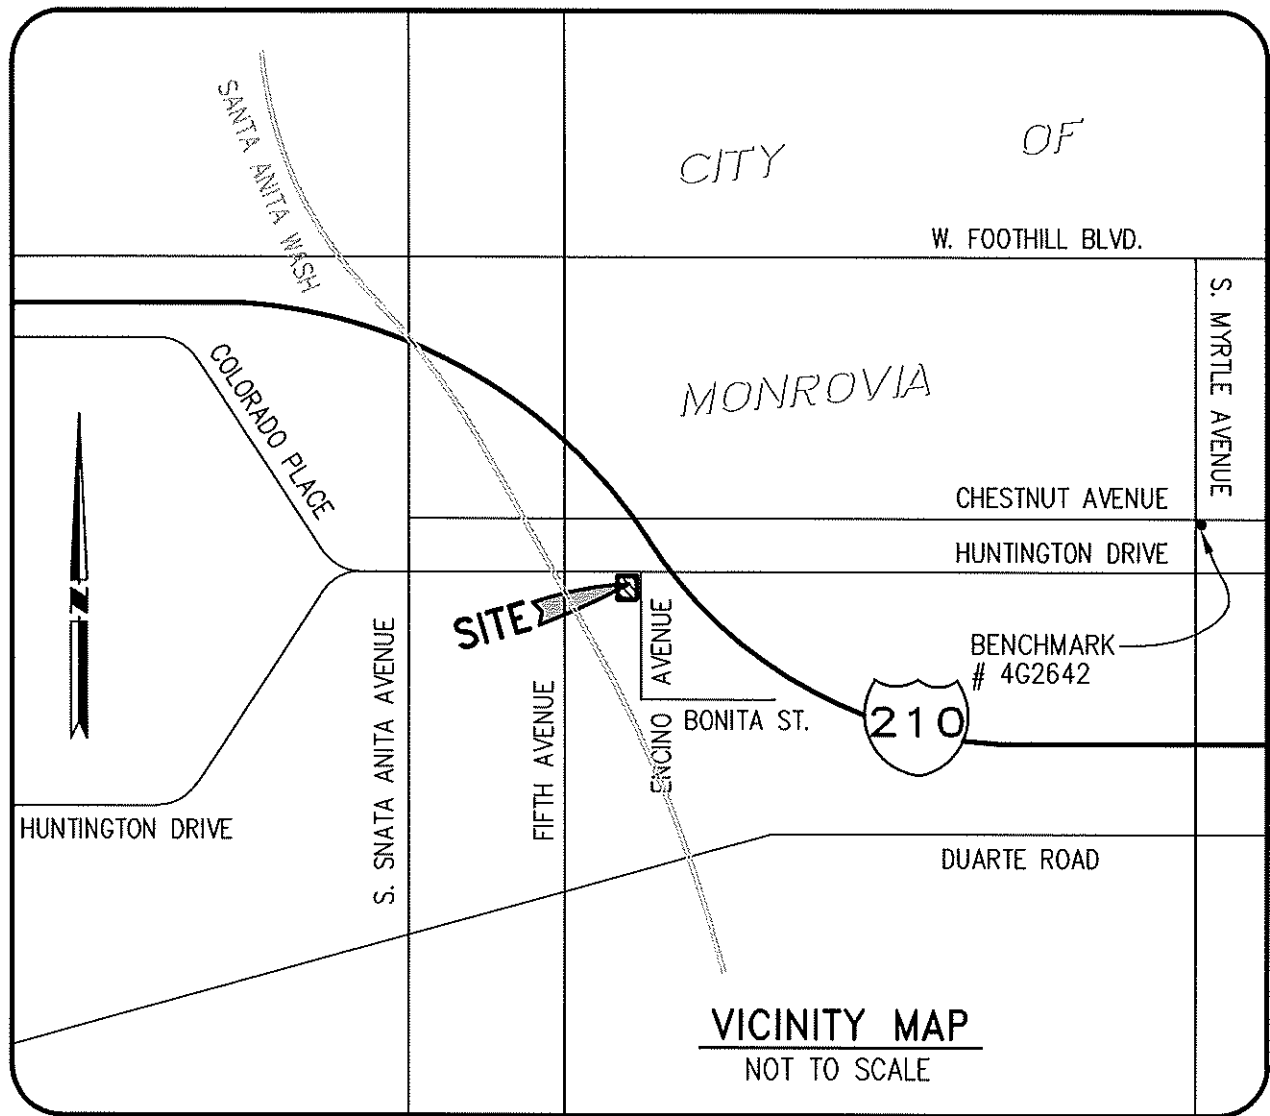 SANTA ANITA WASH
CITY OF
W. FOOTHILL BLVD.
S. MYRTLE AVENUE
COLORADO PLACE
MONROVIA
CHESTNUT AVENUE
HUNTINGTON DRIVE
N
SITE
BENCHMARK
# 4G2642
ENCINO AVENUE
BONITA ST.
210
S. SNATA ANITA AVENUE
FIFTH AVENUE
HUNTINGTON DRIVE
DUARTE ROAD
VICINITY MAP
NOT TO SCALE